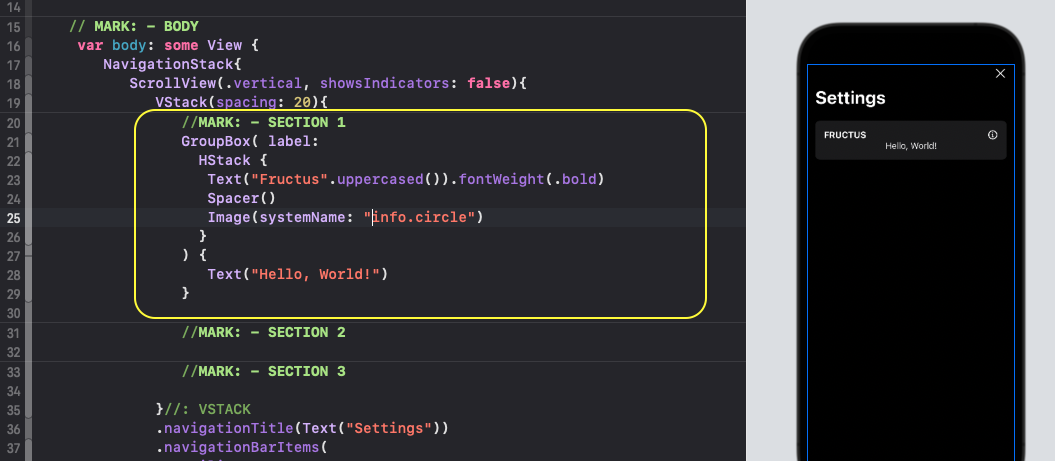 14
15 // MARK: - BODY
16 var body: some View {
17 NavigationStack{
18 ScrollView(.vertical, showsIndicators: false){
19 VStack(spacing: 20){
20 //MARK: - SECTION 1
21 GroupBox( label:
22 HStack {
23 Text("Fructus".uppercased()).fontWeight(.bold)
24 Spacer()
25 Image(systemName: "info.circle")
26 }
27 ) {
28 Text("Hello, World!")
29 }
30
31 //MARK: - SECTION 2
32
33 //MARK: - SECTION 3
34
35 }//: VSTACK
36 .navigationTitle(Text("Settings"))
37 .navigationBarItems(
Settings
FRUCTUS
Hello, World!